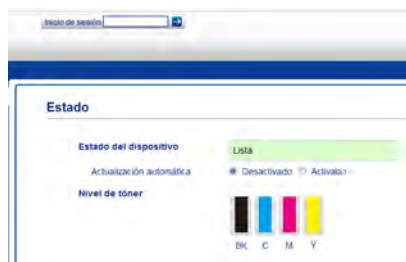 Inicio de sesión
Estado
Estado del dispositivo Lista
Actualización automática Desactivado Activado
Nivel de tóner
BK C M Y